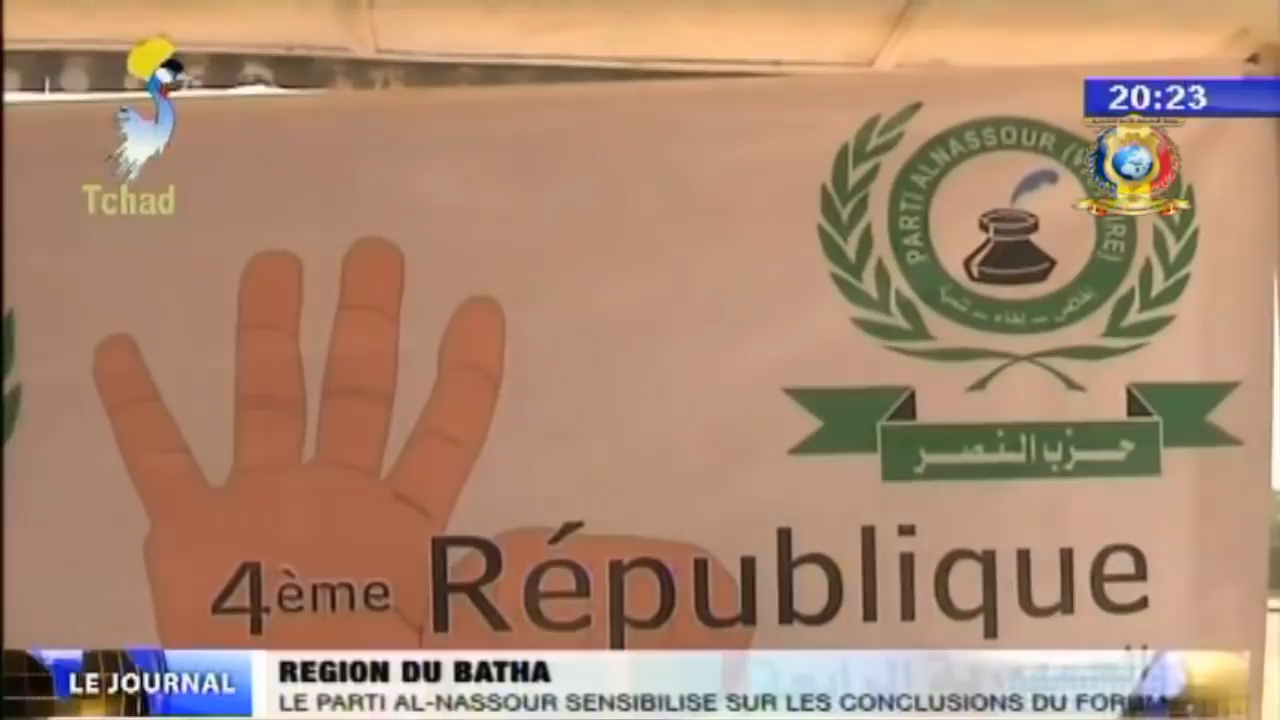 20:23
Tchad
PARTI ALNASSOUR
حزب النصر
4ème République
LE JOURNAL
REGION DU BATHA
LE PARTI AL-NASSOUR SENSIBILISE SUR LES CONCLUSIONS DU FORUM